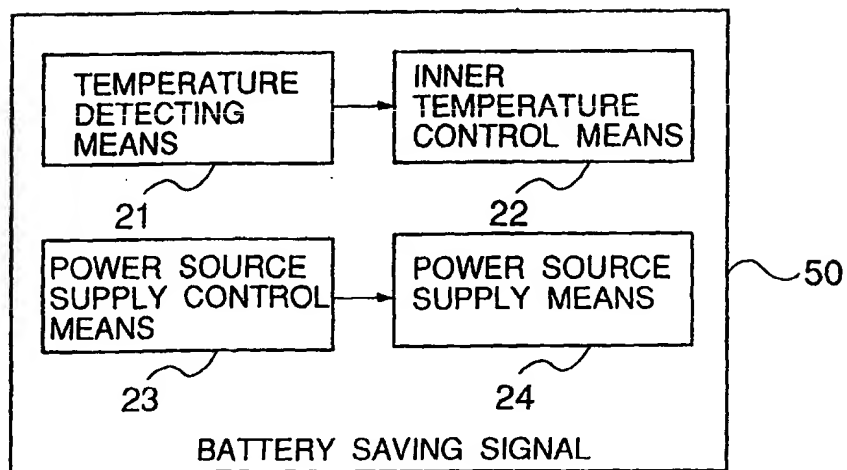 TEMPERATURE
DETECTING
MEANS
21
INNER
TEMPERATURE
CONTROL MEANS
22
POWER SOURCE
SUPPLY CONTROL
MEANS
23
POWER SOURCE
SUPPLY MEANS
24
50
BATTERY SAVING SIGNAL